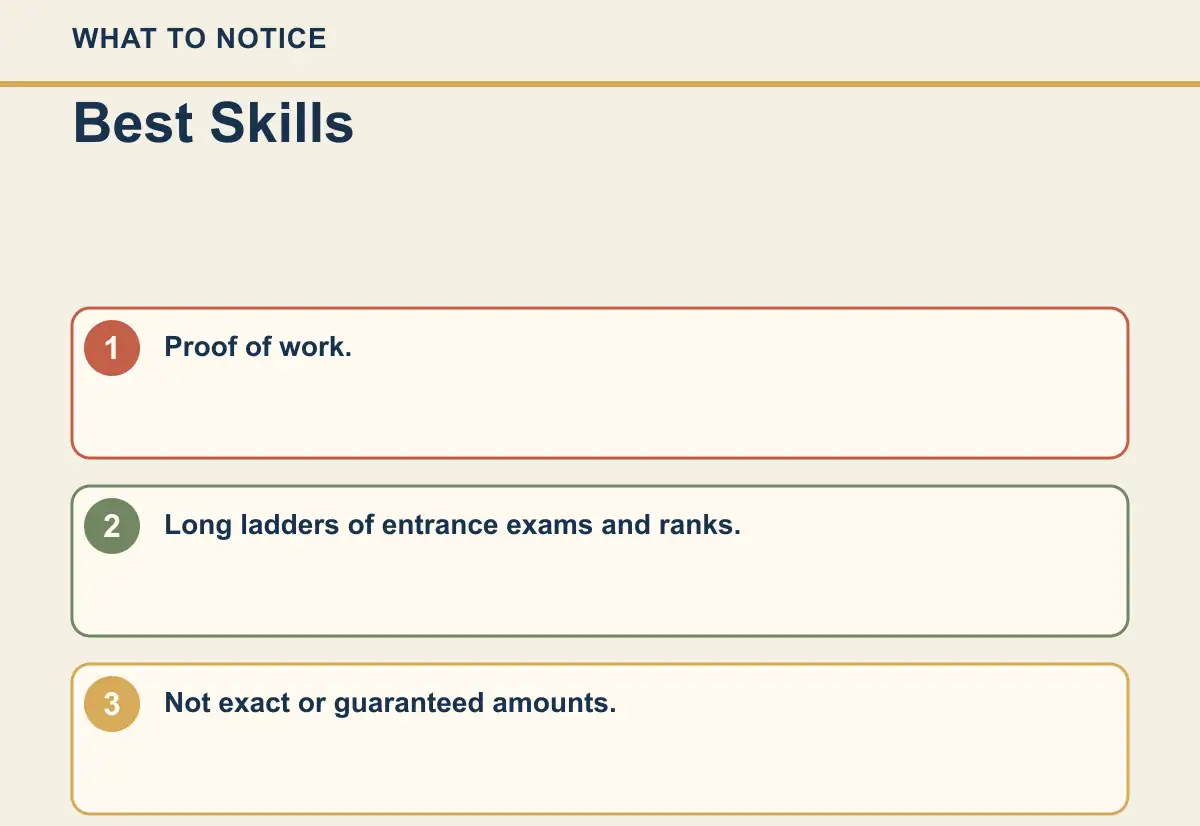 WHAT TO NOTICE
Best Skills
1
Proof of work.
2
Long ladders of entrance exams and ranks.
3
Not exact or guaranteed amounts.